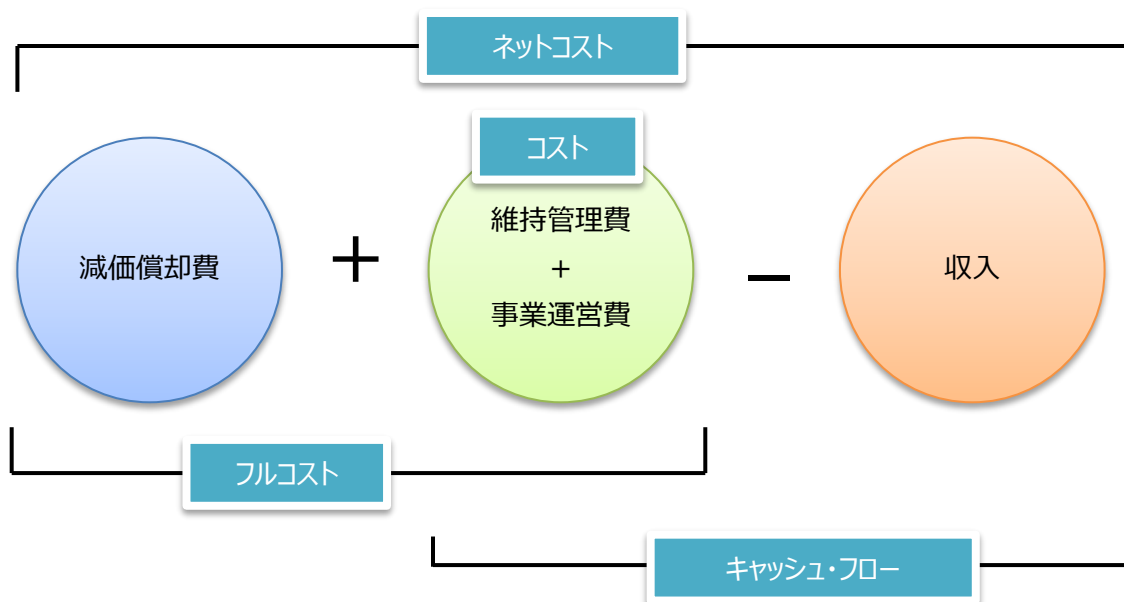 ネットコスト
コスト
減価償却費
+
維持管理費
+
事業運営費
−
収入
フルコスト
キャッシュ・フロー